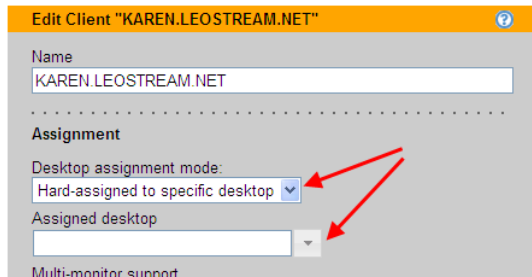 Edit Client "KAREN.LEOSTREAM.NET" ?
Name
KAREN.LEOSTREAM.NET
Assignment
Desktop assignment mode:
Hard-assigned to specific desktop
Assigned desktop
Multi-monitor support